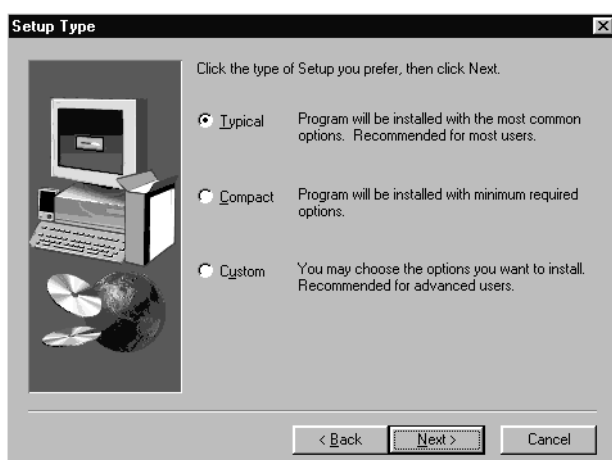 Setup Type
Click the type of Setup you prefer, then click Next.
Typical
Program will be installed with the most common
options. Recommended for most users.
Compact
Program will be installed with minimum required
options.
Custom
You may choose the options you want to install.
Recommended for advanced users.
< Back
Next >
Cancel